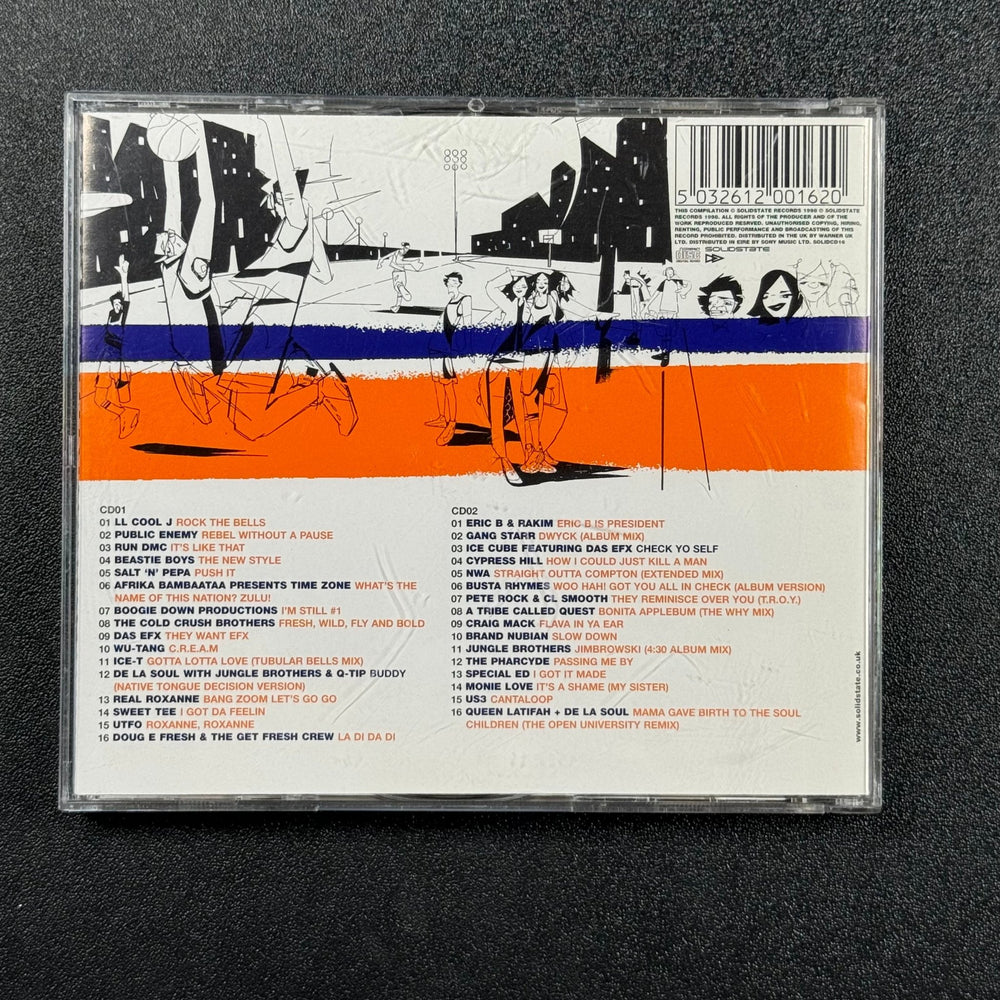 5 032612 001620
THIS COMPILATION ℗ SOLIDSTATE RECORDS 1998 © SOLIDSTATE
RECORDS 1998. ALL RIGHTS OF THE PRODUCER AND OF THE
WORK REPRODUCED RESRVED. UNAUTHORISED COPYING, HIRING,
RENTING, PUBLIC PERFORMANCE AND BROADCASTING OF THIS
RECORD PROHIBITED. DISTRIBUTED IN THE UK BY WARNER UK
LTD. DISTRIBUTED IN EIRE BY SONY MUSIC LTD. SOLIDCD16
COMPACT
disc
DIGITAL AUDIO
SOLIDSTATE
CD01
01 LL COOL J ROCK THE BELLS
02 PUBLIC ENEMY REBEL WITHOUT A PAUSE
03 RUN DMC IT'S LIKE THAT
04 BEASTIE BOYS THE NEW STYLE
05 SALT 'N' PEPA PUSH IT
06 AFRIKA BAMBAATAA PRESENTS TIME ZONE WHAT'S THE
NAME OF THIS NATION? ZULU!
07 BOOGIE DOWN PRODUCTIONS I'M STILL #1
08 THE COLD CRUSH BROTHERS FRESH, WILD, FLY AND BOLD
09 DAS EFX THEY WANT EFX
10 WU-TANG C.R.E.A.M
11 ICE-T GOTTA LOTTA LOVE (TUBULAR BELLS MIX)
12 DE LA SOUL WITH JUNGLE BROTHERS & Q-TIP BUDDY
(NATIVE TONGUE DECISION VERSION)
13 REAL ROXANNE BANG ZOOM LET'S GO GO
14 SWEET TEE I GOT DA FEELIN
15 UTFO ROXANNE, ROXANNE
16 DOUG E FRESH & THE GET FRESH CREW LA DI DA DI
CD02
01 ERIC B & RAKIM ERIC B IS PRESIDENT
02 GANG STARR DWYCK (ALBUM MIX)
03 ICE CUBE FEATURING DAS EFX CHECK YO SELF
04 CYPRESS HILL HOW I COULD JUST KILL A MAN
05 NWA STRAIGHT OUTTA COMPTON (EXTENDED MIX)
06 BUSTA RHYMES WOO HAH! GOT YOU ALL IN CHECK (ALBUM VERSION)
07 PETE ROCK & CL SMOOTH THEY REMINISCE OVER YOU (T.R.O.Y.)
08 A TRIBE CALLED QUEST BONITA APPLEBUM (THE WHY MIX)
09 CRAIG MACK FLAVA IN YA EAR
10 BRAND NUBIAN SLOW DOWN
11 JUNGLE BROTHERS JIMBROWSKI (4:30 ALBUM MIX)
12 THE PHARCYDE PASSING ME BY
13 SPECIAL ED I GOT IT MADE
14 MONIE LOVE IT'S A SHAME (MY SISTER)
15 US3 CANTALOOP
16 QUEEN LATIFAH + DE LA SOUL MAMA GAVE BIRTH TO THE SOUL
CHILDREN (THE OPEN UNIVERSITY REMIX)
www.solidstate.co.uk